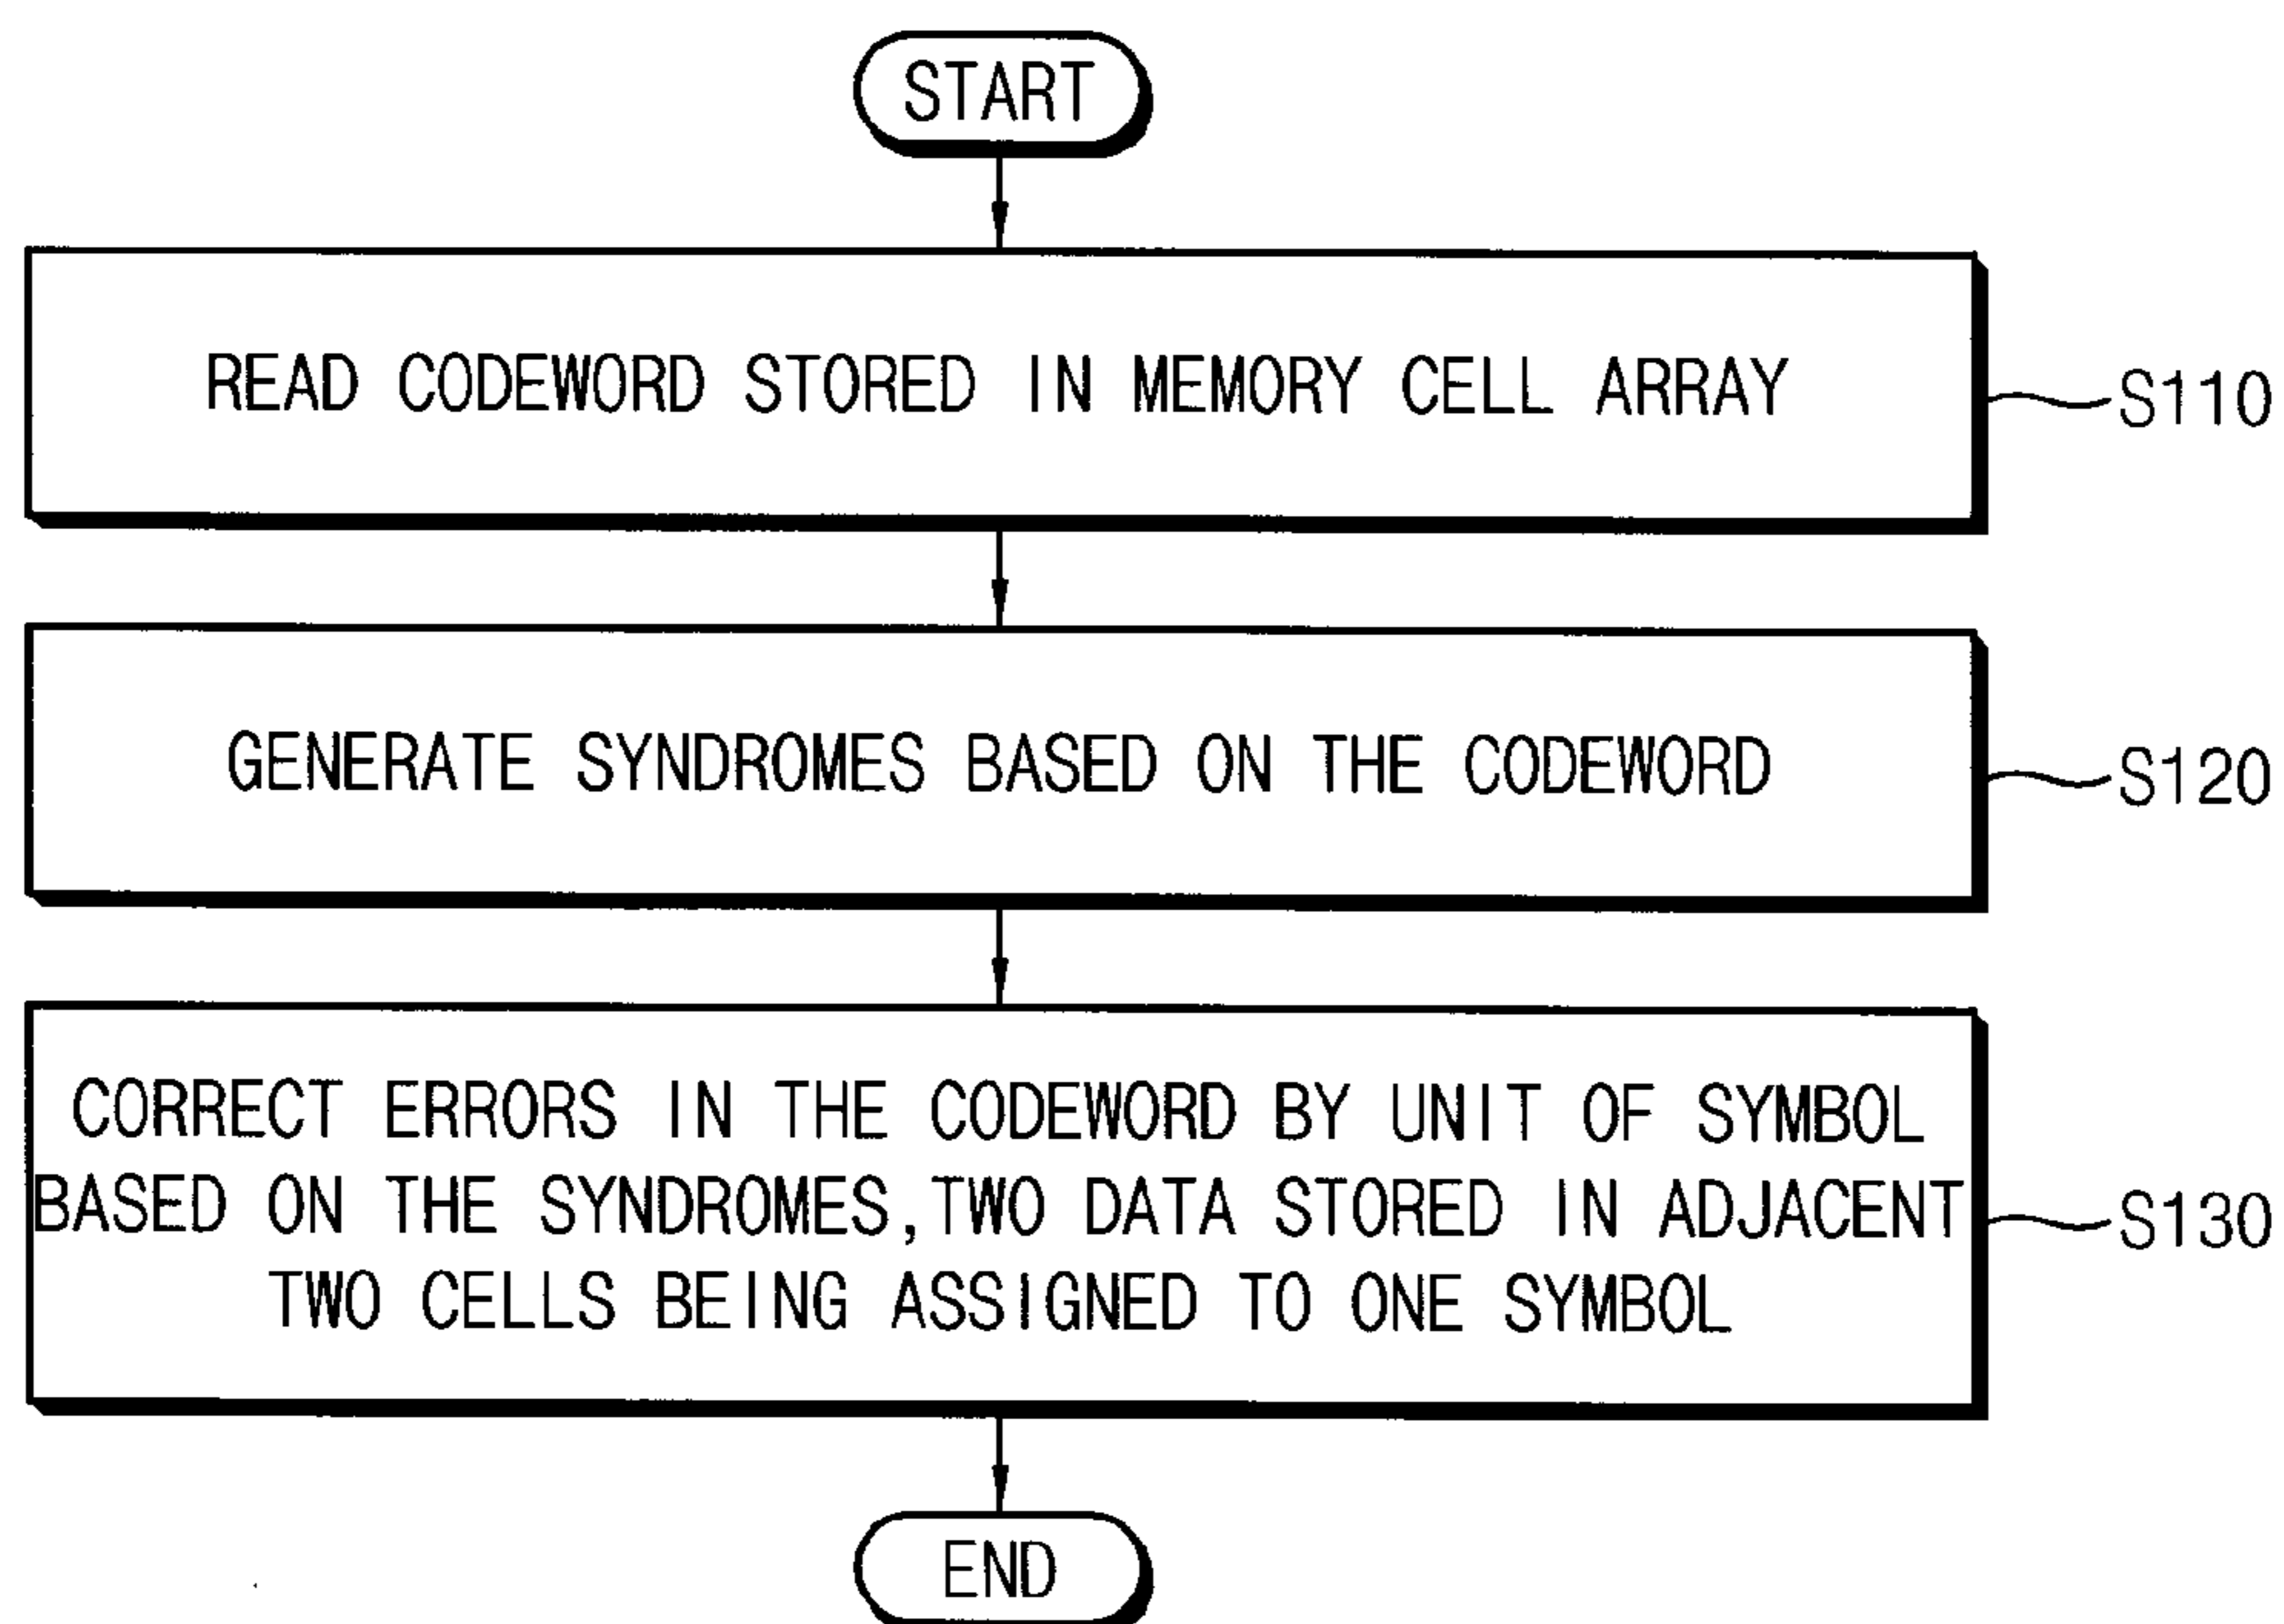 START
READ CODEWORD STORED IN MEMORY CELL ARRAY
S110
GENERATE SYNDROMES BASED ON THE CODEWORD
S120
CORRECT ERRORS IN THE CODEWORD BY UNIT OF SYMBOL
BASED ON THE SYNDROMES, TWO DATA STORED IN ADJACENT
TWO CELLS BEING ASSIGNED TO ONE SYMBOL
S130
END